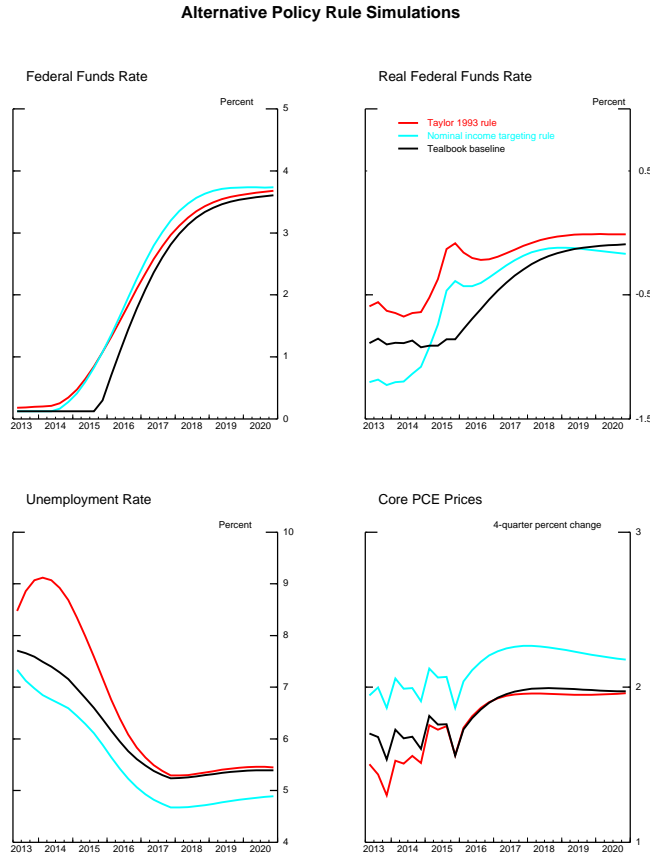 Alternative Policy Rule Simulations
Federal Funds Rate
Percent
5
4
3
2
1
0
2013 2014 2015 2016 2017 2018 2019 2020
Real Federal Funds Rate
Percent
Taylor 1993 rule
Nominal income targeting rule
Tealbook baseline
0.5
-0.5
-1.5
2013 2014 2015 2016 2017 2018 2019 2020
Unemployment Rate
Percent
10
9
8
7
6
5
4
2013 2014 2015 2016 2017 2018 2019 2020
Core PCE Prices
4-quarter percent change
3
2
1
2013 2014 2015 2016 2017 2018 2019 2020